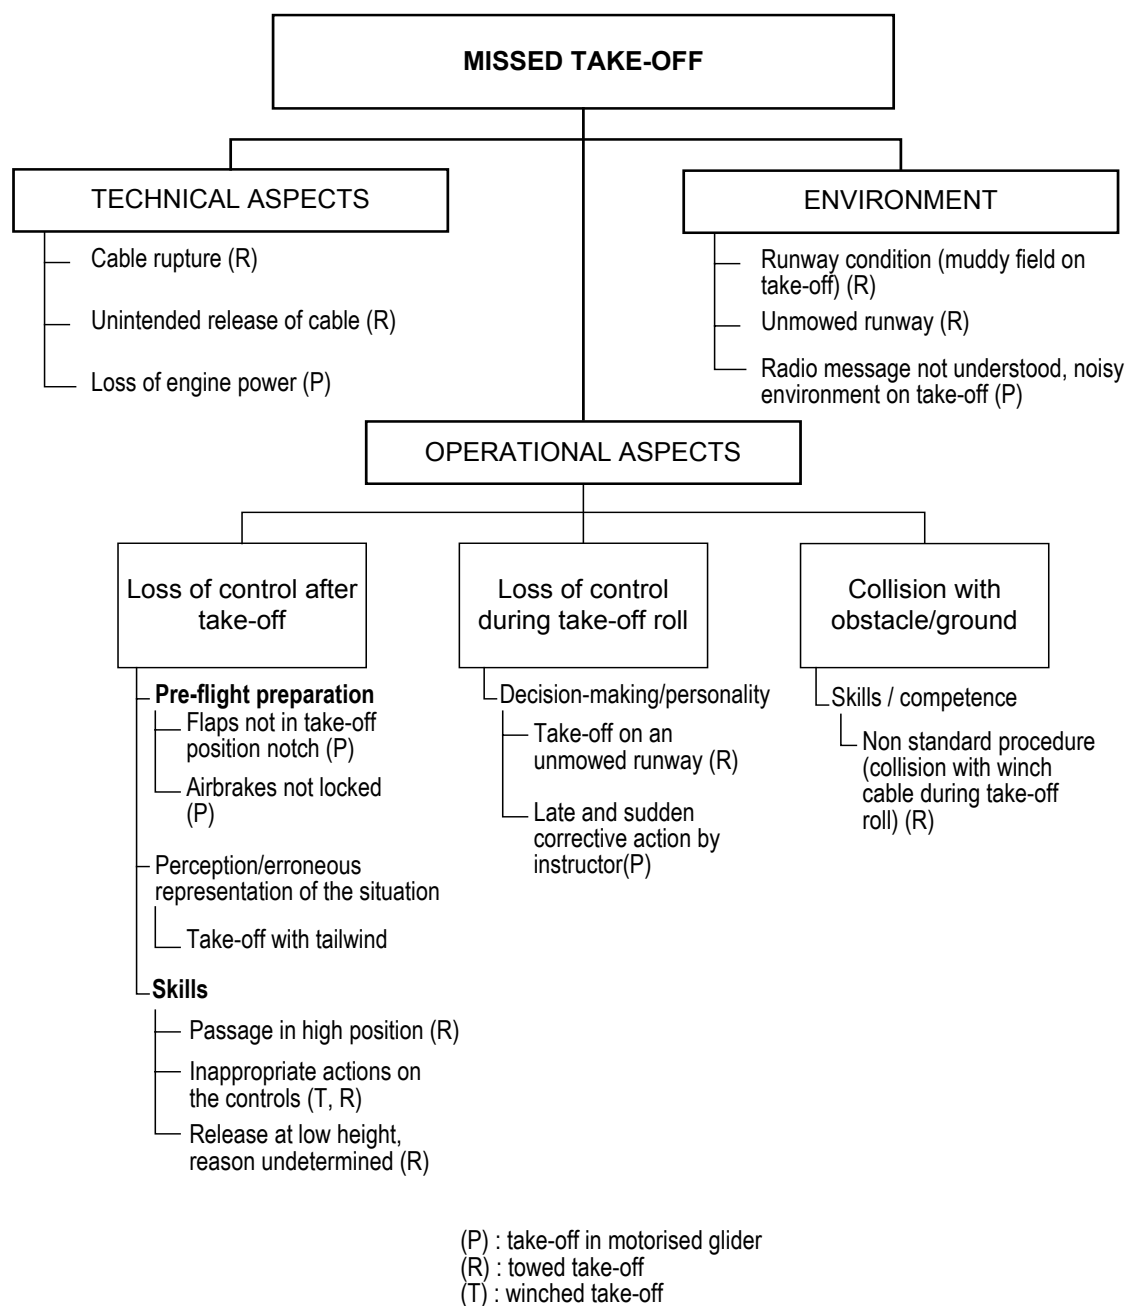 MISSED TAKE-OFF
TECHNICAL ASPECTS
Cable rupture (R)
Unintended release of cable (R)
Loss of engine power (P)
ENVIRONMENT
Runway condition (muddy field on
take-off) (R)
Unmowed runway (R)
Radio message not understood, noisy
environment on take-off (P)
OPERATIONAL ASPECTS
Loss of control after
take-off
Pre-flight preparation
Flaps not in take-off
position notch (P)
Airbrakes not locked
(P)
Perception/erroneous
representation of the situation
Take-off with tailwind
Skills
Passage in high position (R)
Inappropriate actions on
the controls (T, R)
Release at low height,
reason undetermined (R)
Loss of control
during take-off roll
Decision-making/personality
Take-off on an
unmowed runway (R)
Late and sudden
corrective action by
instructor(P)
Collision with
obstacle/ground
Skills / competence
Non standard procedure
(collision with winch
cable during take-off
roll) (R)
(P) : take-off in motorised glider
(R) : towed take-off
(T) : winched take-off